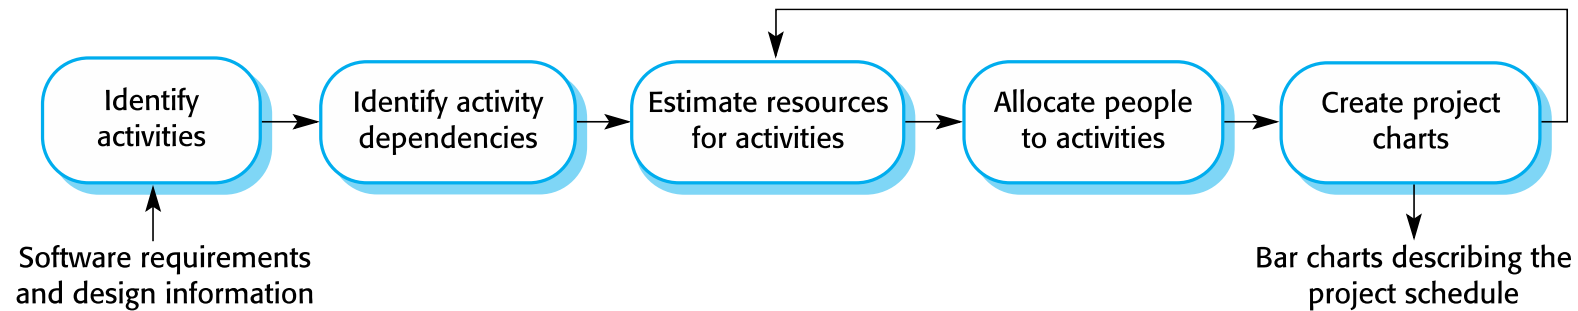 Identify
activities
Identify activity
dependencies
Estimate resources
for activities
Allocate people
to activities
Create project
charts
Software requirements
and design information
Bar charts describing the
project schedule